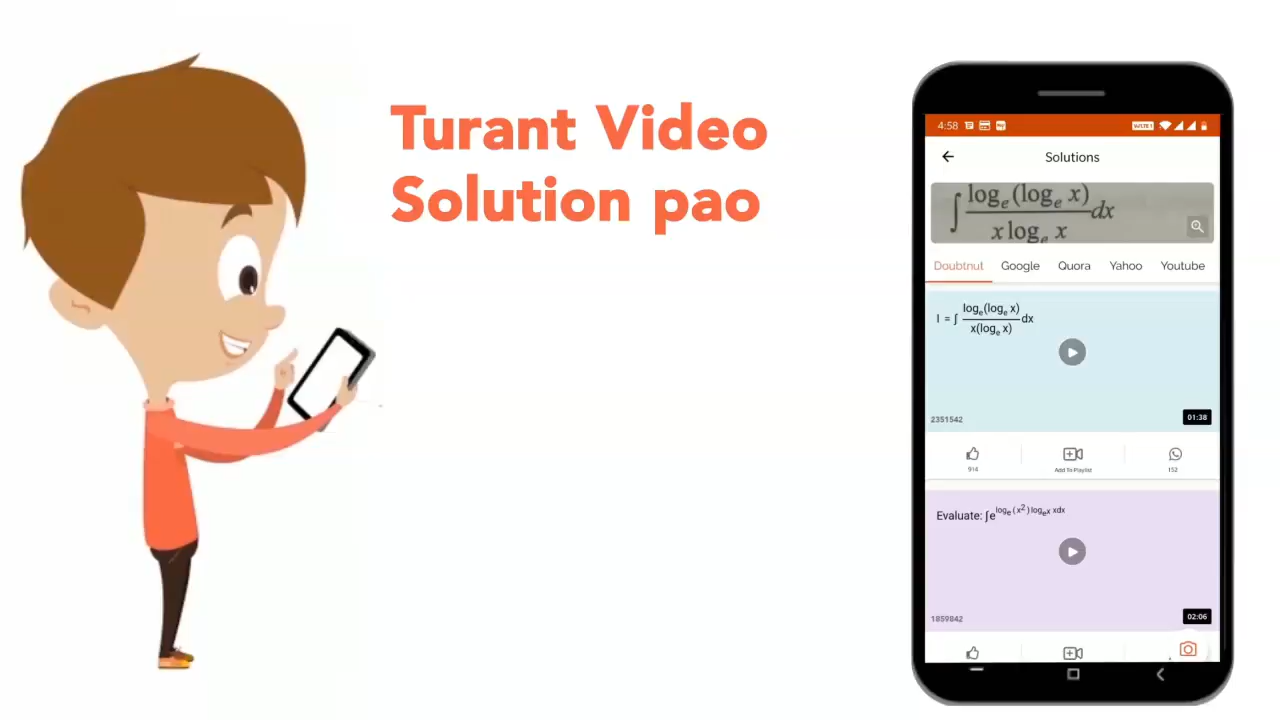 Turant Video
Solution pao
4:58
VoLTE1
Solutions
∫ logₑ(logₑ x) / x logₑ x dx
Doubtnut Google Quora Yahoo Youtube
I = ∫ logₑ(logₑ x) / x(logₑ x) dx
2351542 01:38
914 Add To Playlist 152
Evaluate: ∫e^logₑ(x²)logₑx xdx
1859842 02:06